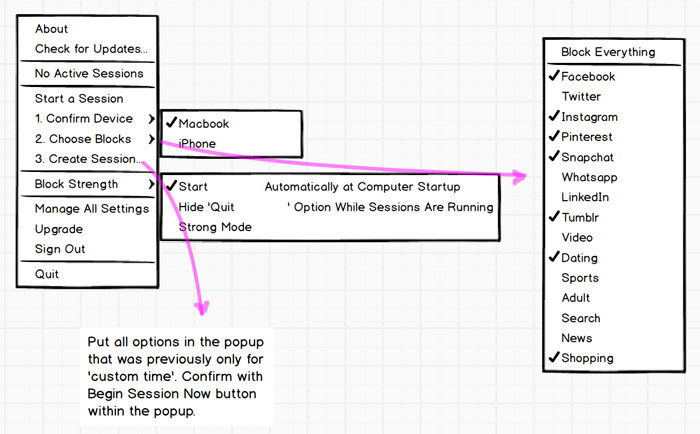 About
Check for Updates...
No Active Sessions
Start a Session
1. Confirm Device
2. Choose Blocks
3. Create Session...
Block Strength
Manage All Settings
Upgrade
Sign Out
Quit
Macbook
iPhone
Start Automatically at Computer Startup
Hide 'Quit ' Option While Sessions Are Running
Strong Mode
Block Everything
Facebook
Twitter
Instagram
Pinterest
Snapchat
Whatsapp
LinkedIn
Tumblr
Video
Dating
Sports
Adult
Search
News
Shopping
Put all options in the popup
that was previously only for
'custom time'. Confirm with
Begin Session Now button
within the popup.